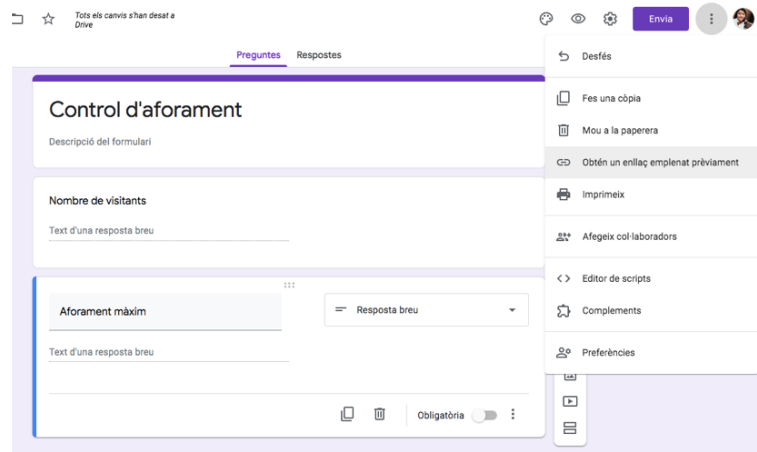 Tots els canvis s'han desat a
Drive
Envia
Preguntes Respostes
Control d'aforament
Descripció del formulari
Nombre de visitants
Text d'una resposta breu
Aforament màxim
Resposta breu
Text d'una resposta breu
Obligatòria
Desfés
Fes una còpia
Mou a la paperera
Obtén un enllaç emplenat prèviament
Imprimeix
Afegeix col·laboradors
Editor de scripts
Complements
Preferències